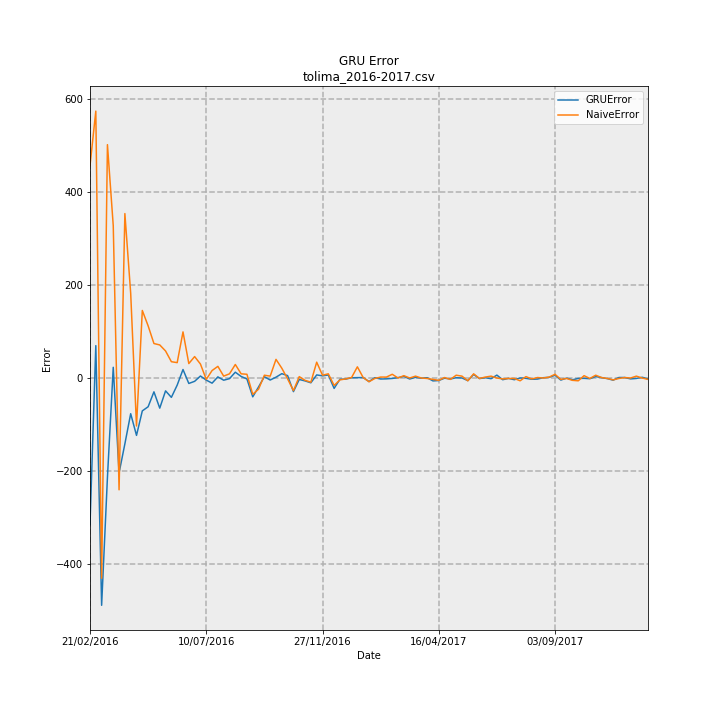 GRU Error
tolima_2016-2017.csv
GRUError
NaiveError
600
400
200
0
−200
−400
Error
21/02/2016
10/07/2016
27/11/2016
16/04/2017
03/09/2017
Date